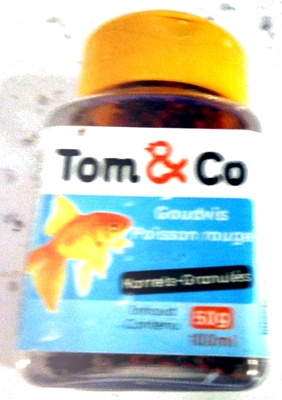 Tom & Co
Goudvis
Poisson rouge
Korrels-Granulés
Inhoud
Contenu
50g
100ml